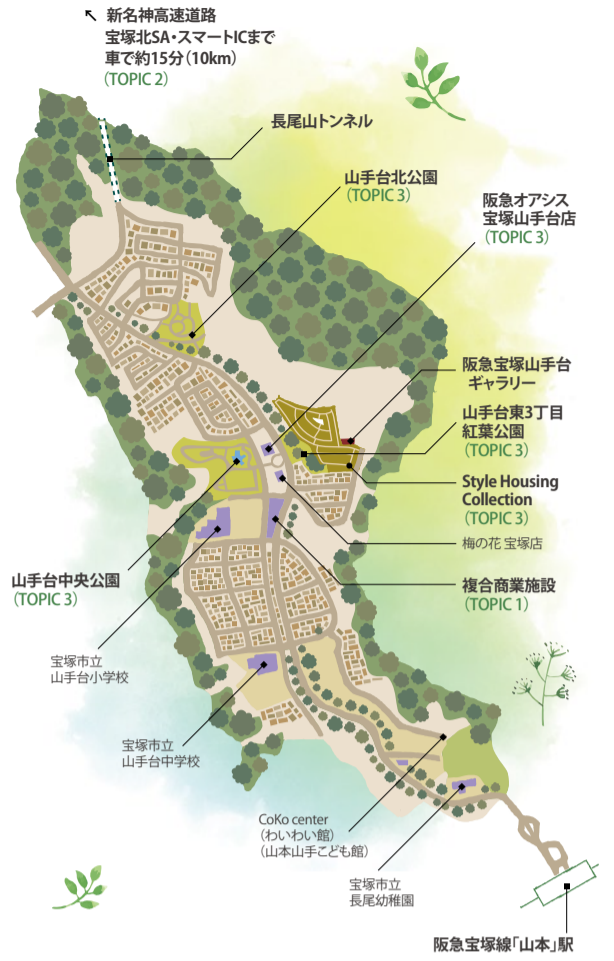 新名神高速道路
宝塚北SA・スマートICまで
車で約15分(10km)
(TOPIC 2)
長尾山トンネル
山手台北公園
(TOPIC 3)
阪急オアシス
宝塚山手台店
(TOPIC 3)
阪急宝塚山手台
ギャラリー
山手台東3丁目
紅葉公園
(TOPIC 3)
Style Housing
Collection
(TOPIC 3)
梅の花 宝塚店
山手台中央公園
(TOPIC 3)
複合商業施設
(TOPIC 1)
宝塚市立
山手台小学校
宝塚市立
山手台中学校
CoKo center
(わいわい館)
(山本山手こども館)
宝塚市立
長尾幼稚園
阪急宝塚線「山本」駅